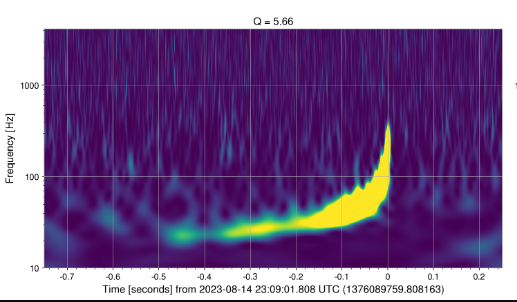 Q = 5.66
1000
100
10
Frequency [Hz]
-0.7 -0.6 -0.5 -0.4 -0.3 -0.2 -0.1 0 0.1 0.2
Time [seconds] from 2023-08-14 23:09:01.808 UTC (1376089759.808163)